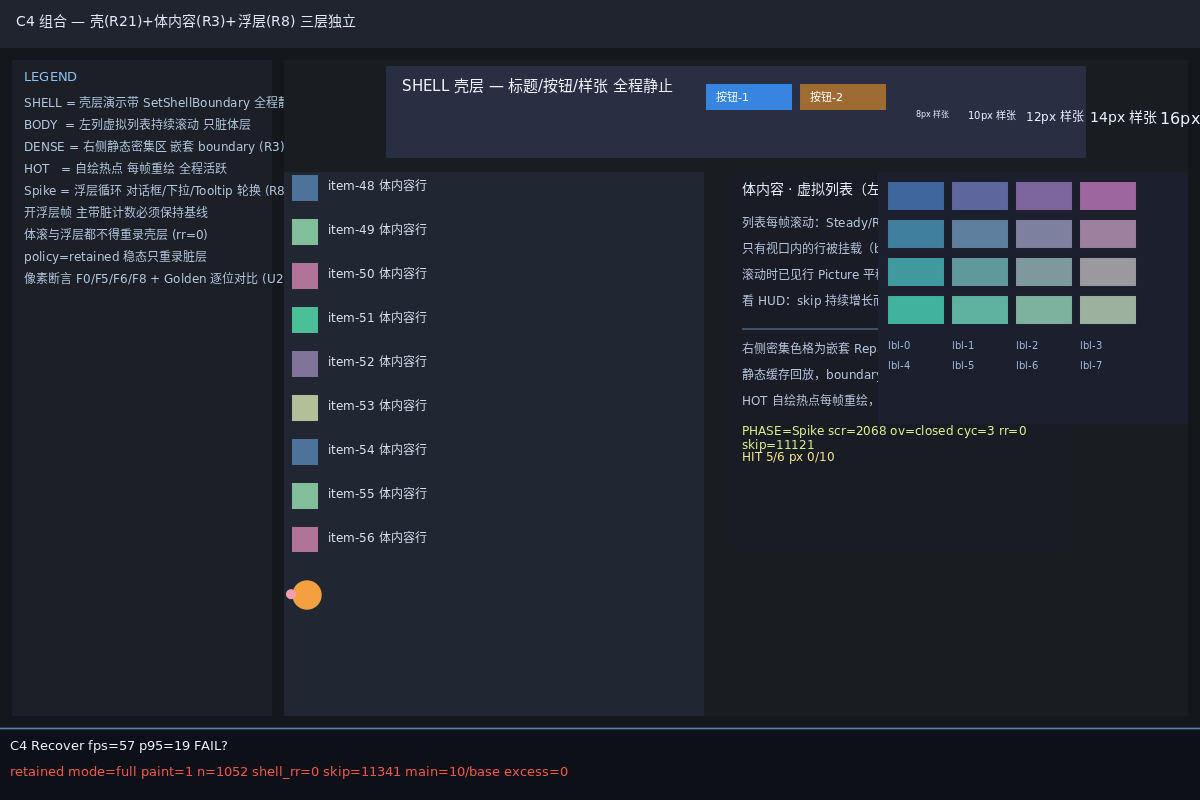 C4 组合 — 壳(R21)+体内容(R3)+浮层(R8) 三层独立
LEGEND
SHELL = 壳层演示带 SetShellBoundary 全程
BODY = 左列虚拟列表持续滚动 只脏体层
DENSE = 右侧静态密集区 嵌套 boundary (R3)
HOT = 自绘热点 每帧重绘 全程活跃
Spike = 浮层循环 对话框/下拉/Tooltip 轮换 (R8
开浮层帧 主带脏计数必须保持基线
体滚与浮层都不得重录壳层 (rr=0)
policy=retained 稳态只重录脏层
像素断言 F0/F5/F6/F8 + Golden 逐位对比 (U2
SHELL 壳层 — 标题/按钮/样张 全程静止
按钮-1
按钮-2
8px 样张
10px 样张
12px 样张
14px 样张
16px
item-48 体内容行
item-49 体内容行
item-50 体内容行
item-51 体内容行
item-52 体内容行
item-53 体内容行
item-54 体内容行
item-55 体内容行
item-56 体内容行
体内容 · 虚拟列表（左
列表每帧滚动：Steady/R
只有视口内的行被挂载（
滚动时已见行 Picture 平
看 HUD：skip 持续增长
右侧密集色格为嵌套 Rep
静态缓存回放，boundary
HOT 自绘热点每帧重绘，
lbl-0 lbl-1 lbl-2 lbl-3
lbl-4 lbl-5 lbl-6 lbl-7
PHASE=Spike scr=2068 ov=closed cyc=3 rr=0
skip=11121
HIT 5/6 px 0/10
C4 Recover fps=57 p95=19 FAIL?
retained mode=full paint=1 n=1052 shell_rr=0 skip=11341 main=10/base excess=0